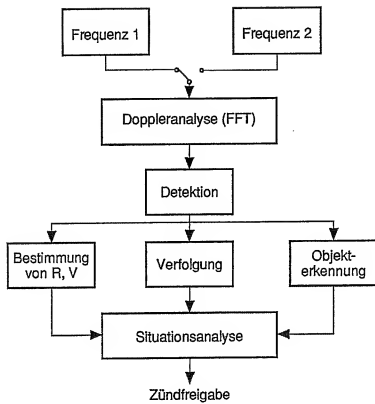 Frequenz 1
Frequenz 2
Doppleranalyse (FFT)
Detektion
Bestimmung
von R, V
Verfolgung
Objekt-
erkennung
Situationsanalyse
Zündfreigabe